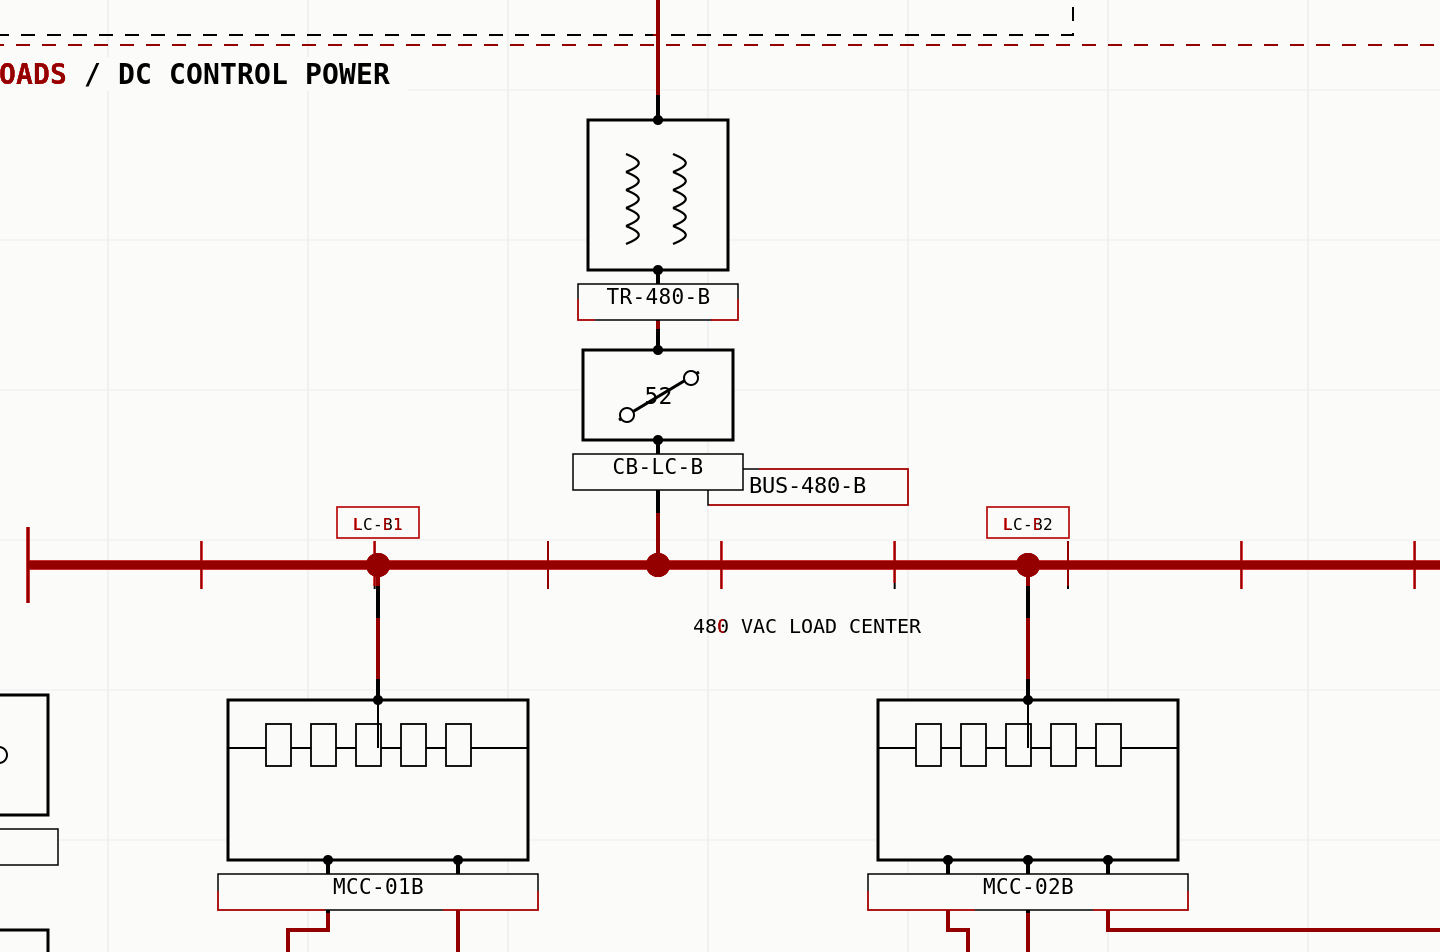 OADS / DC CONTROL POWER
TR-480-B
52
CB-LC-B
BUS-480-B
LC-B1
LC-B2
480 VAC LOAD CENTER
MCC-01B
MCC-02B